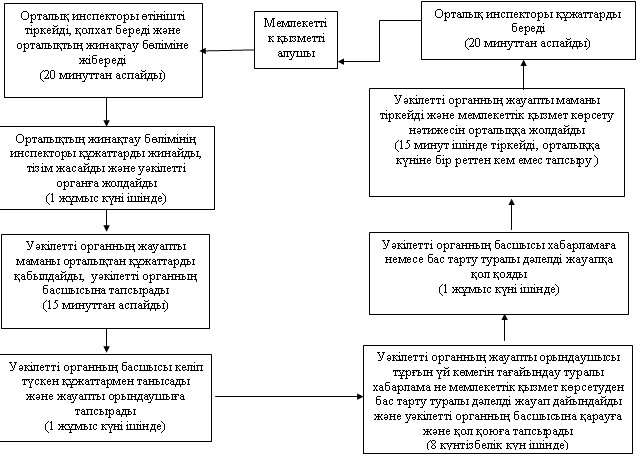 Орталық инспекторы өтінішті
тіркейді, қолхат береді және
орталықтың жинақтау бөліміне
жібереді
(20 минуттан аспайды)
Мемлекетті
к қызметті
алушы
Орталық инспекторы құжаттарды
береді
(20 минуттан аспайды)
Орталықтың жинақтау бөлімінің
инспекторы құжаттарды жинайды,
тізім жасайды және уәкілетті
органға жолдайды
(1 жұмыс күні ішінде)
Уәкілетті органның жауапты
маманы орталықтан құжаттарды
қабылдайды, уәкілетті органның
басшысына тапсырады
(15 минуттан аспайды)
Уәкілетті органның басшысы келіп
түскен құжаттармен танысады
және жауапты орындаушыға
тапсырады
(1 жұмыс күні ішінде)
Уәкілетті органның жауапты орындаушысы
тұрғын үй көмегін тағайындау туралы
хабарлама не мемлекеттік қызмет көрсетуден
бас тарту туралы дәлелді жауап дайындайды
және уәкілетті органның басшысына қарауға
және қол қоюға тапсырады
(8 күнтізбелік күн ішінде)
Уәкілетті органның басшысы хабарламаға
немесе бас тарту туралы дәлелді жауапқа
қол қояды
(1 жұмыс күні ішінде)
Уәкілетті органның жауапты маманы
тіркейді және мемлекеттік қызмет көрсету
нәтижесін орталыққа жолдайды
(15 минут ішінде тіркейді, орталыққа
күніне бір реттен кем емес тапсыру )